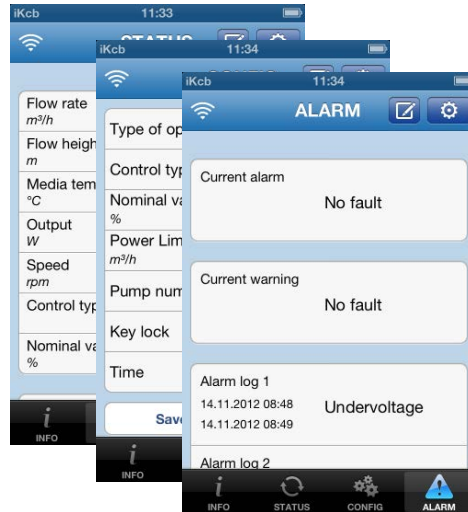 iKcb 11:33
STATUS
Flow rate
m³/h
Flow heigh
m
Media tem
°C
Output
W
Speed
rpm
Control typ
Nominal va
%
INFO
iKcb 11:34
Type of op
Control typ
Nominal va
%
Power Lim
m³/h
Pump num
Key lock
Time
Save
INFO
iKcb 11:34
ALARM
Current alarm
No fault
Current warning
No fault
Alarm log 1
14.11.2012 08:48 Undervoltage
14.11.2012 08:49
Alarm log 2
INFO STATUS CONFIG ALARM